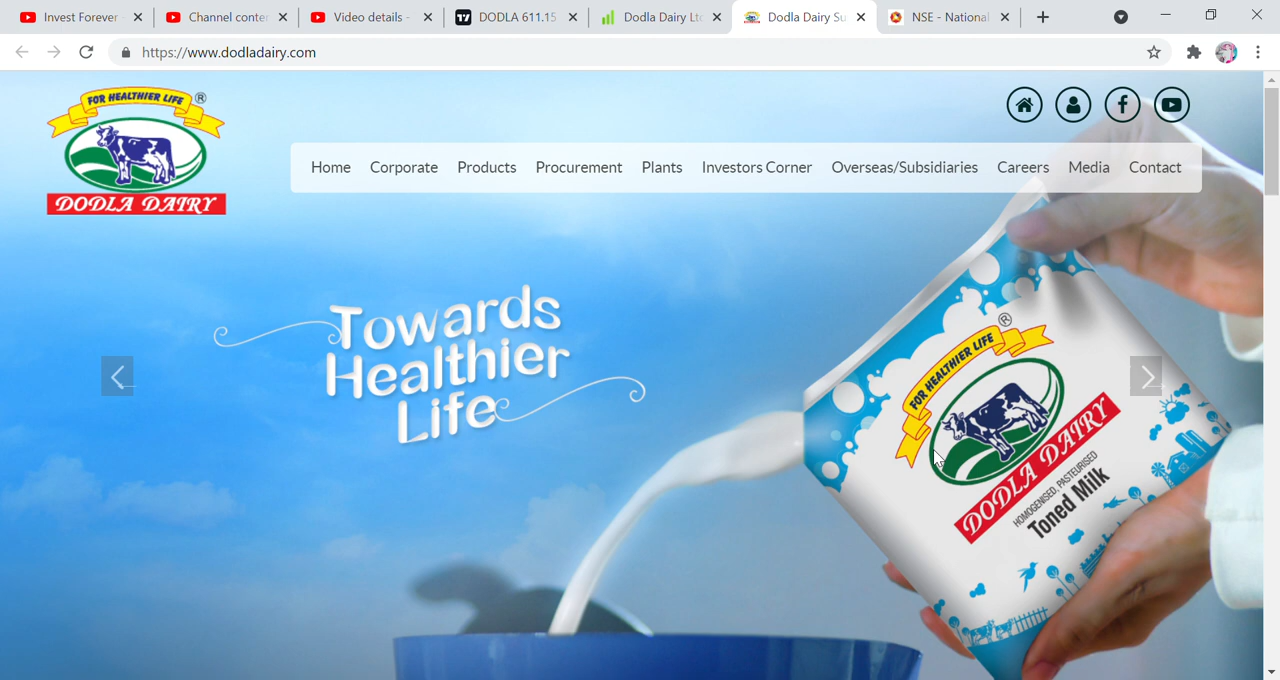 Invest Forever
Channel conter
Video details -
DODLA 611.15
Dodla Dairy Ltd
Dodla Dairy Su
NSE - National
https://www.dodladairy.com
FOR HEALTHIER LIFE ®
DODLA DAIRY
Home Corporate Products Procurement Plants Investors Corner Overseas/Subsidiaries Careers Media Contact
Towards
Healthier
Life
FOR HEALTHIER LIFE ®
DODLA DAIRY
HOMOGENISED, PASTEURISED
Toned Milk